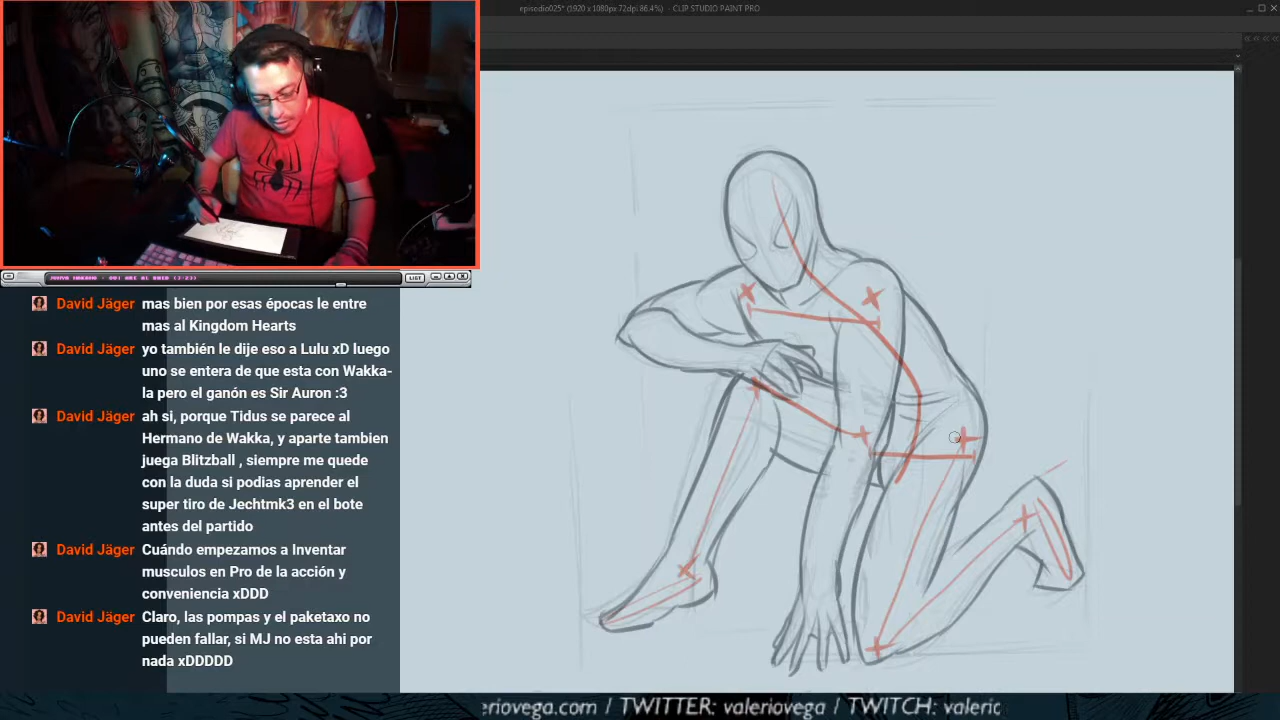 episodio025* (1920 x 1080px 72dpi 86.4%) - CLIP STUDIO PAINT PRO
LIST
David Jäger mas bien por esas épocas le entre
mas al Kingdom Hearts
David Jäger yo también le dije eso a Lulu xD luego
uno se entera de que esta con Wakka-
la pero el ganón es Sir Auron :3
David Jäger ah si, porque Tidus se parece al
Hermano de Wakka, y aparte tambien
juega Blitzball , siempre me quede
con la duda si podias aprender el
super tiro de Jechtmk3 en el bote
antes del partido
David Jäger Cuándo empezamos a Inventar
musculos en Pro de la acción y
conveniencia xDDD
David Jäger Claro, las pompas y el paketaxo no
pueden fallar, si MJ no esta ahi por
nada xDDDDD
eriovega.com / TWITTER: valeriovega / TWITCH: valerio